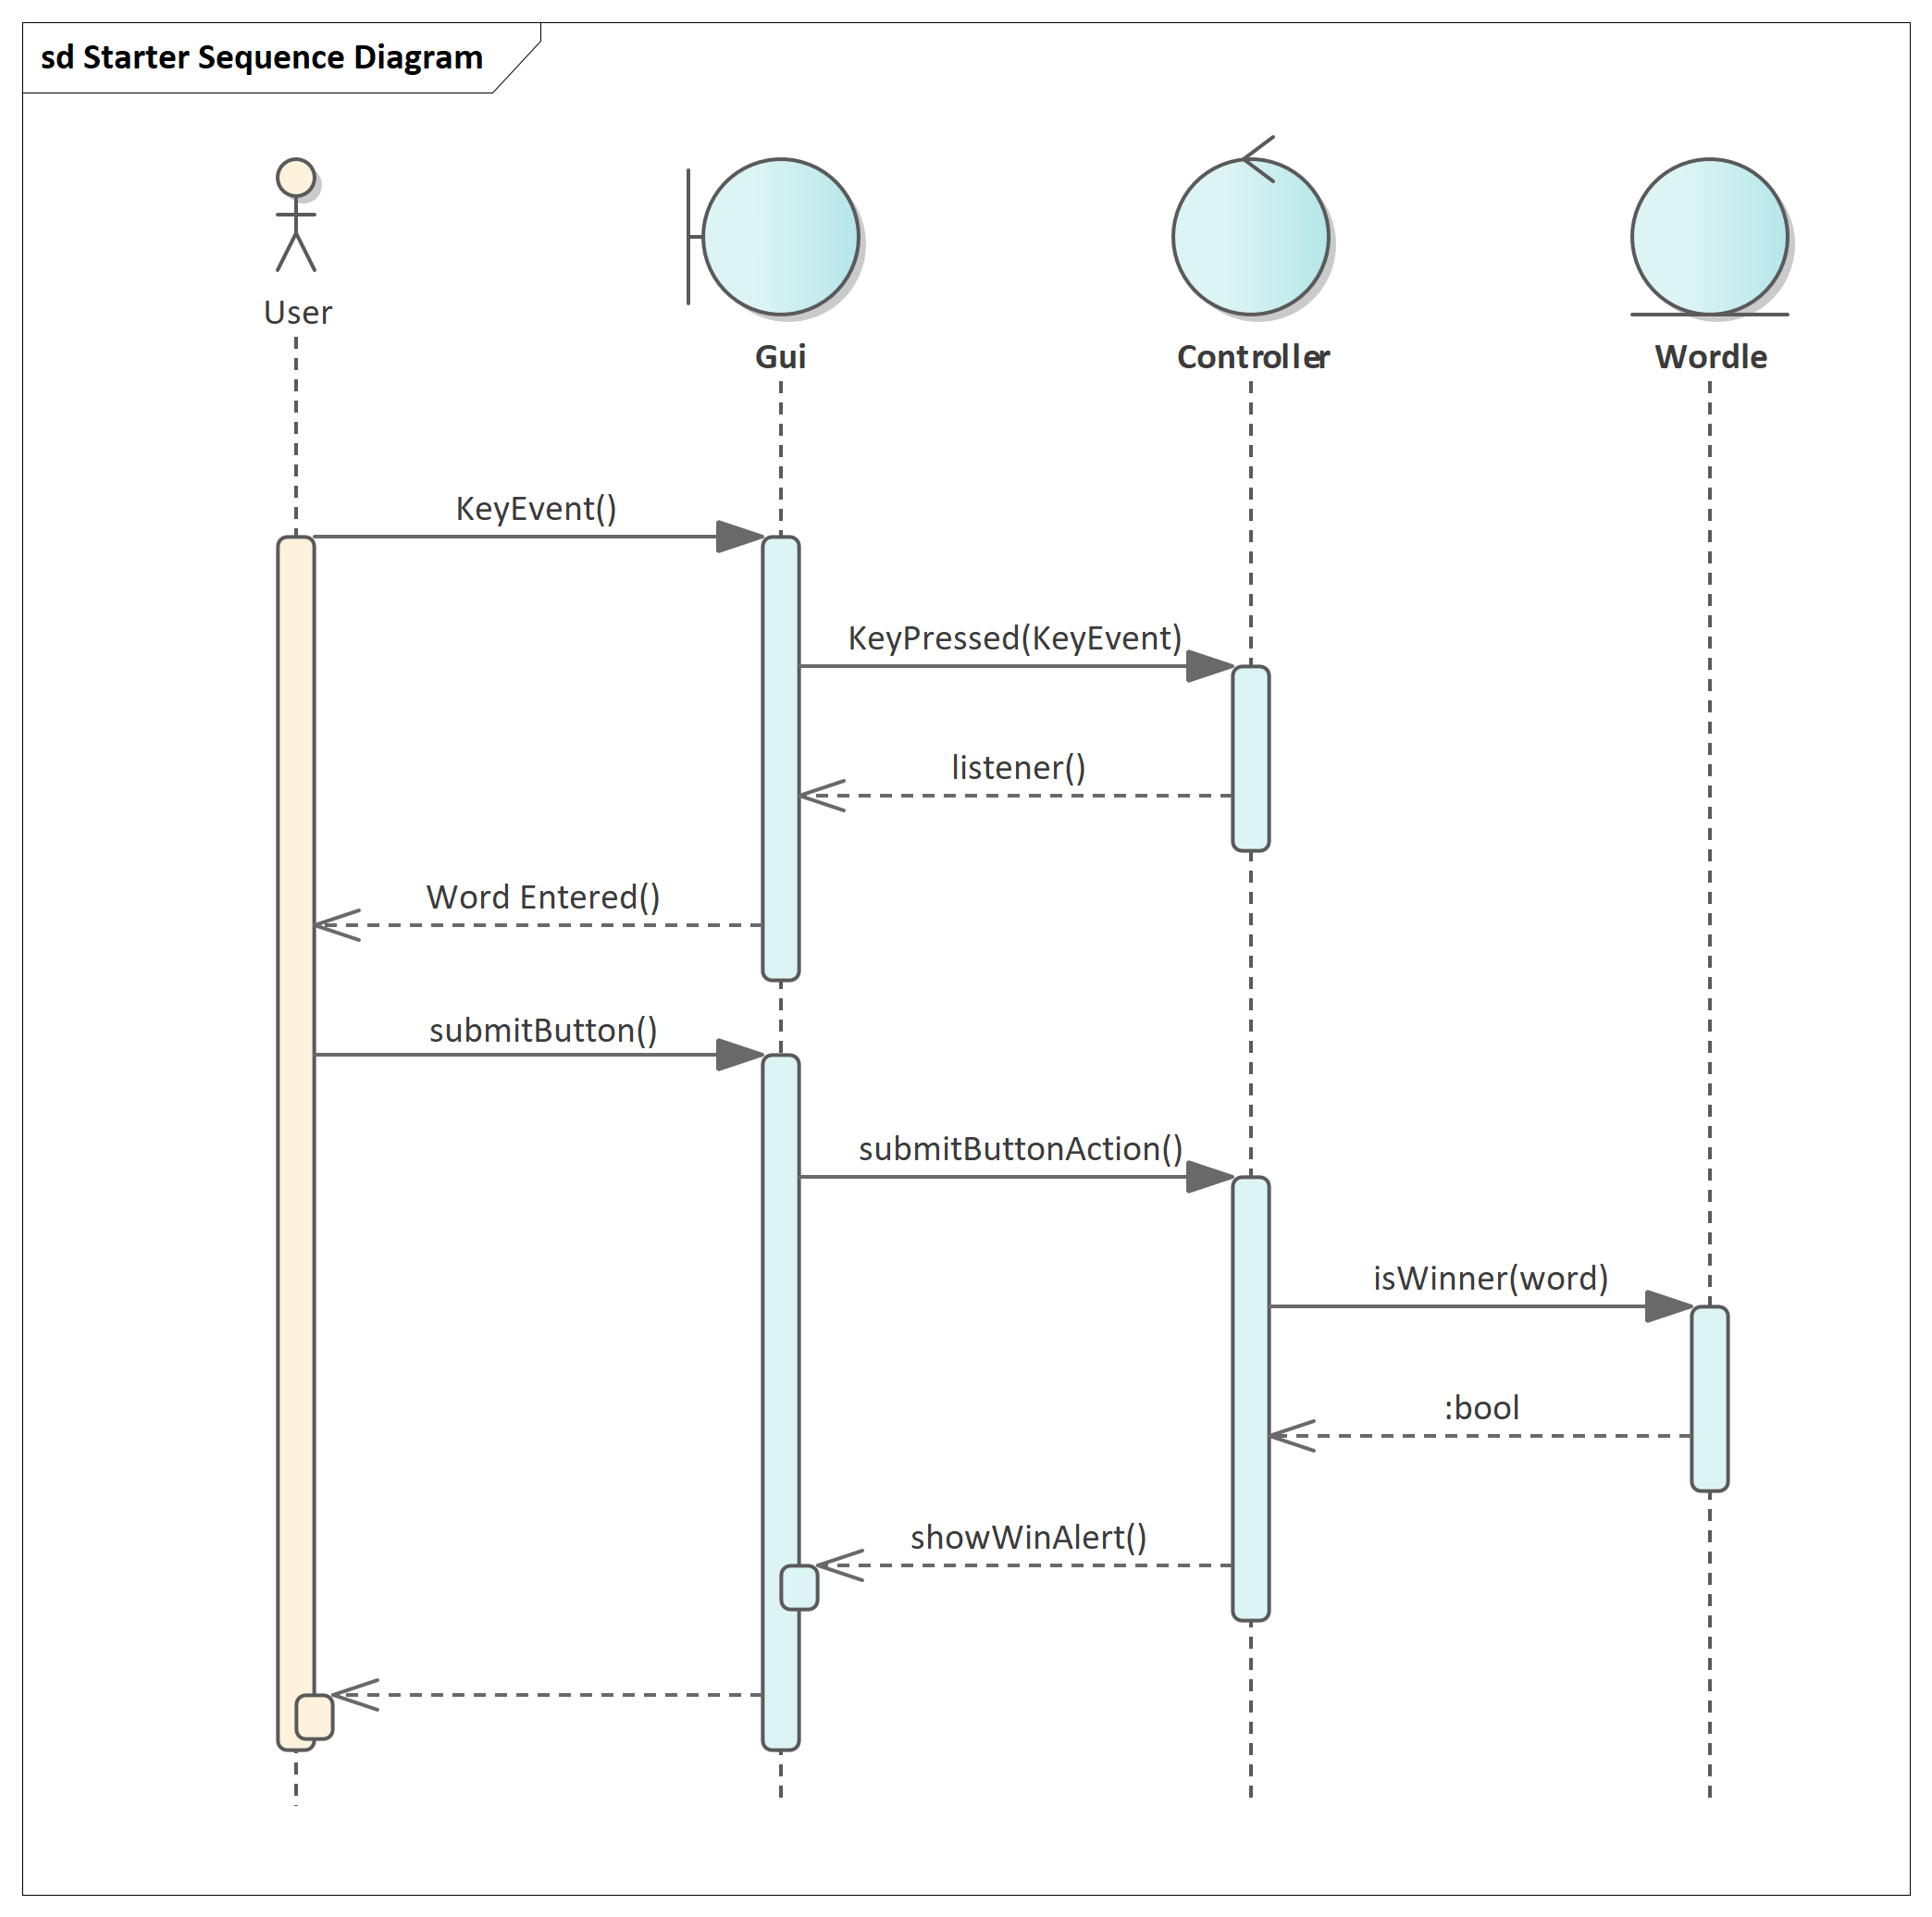 sd Starter Sequence Diagram
User
Gui
Controller
Wordle
KeyEvent()
KeyPressed(KeyEvent)
listener()
Word Entered()
submitButton()
submitButtonAction()
isWinner(word)
:bool
showWinAlert()